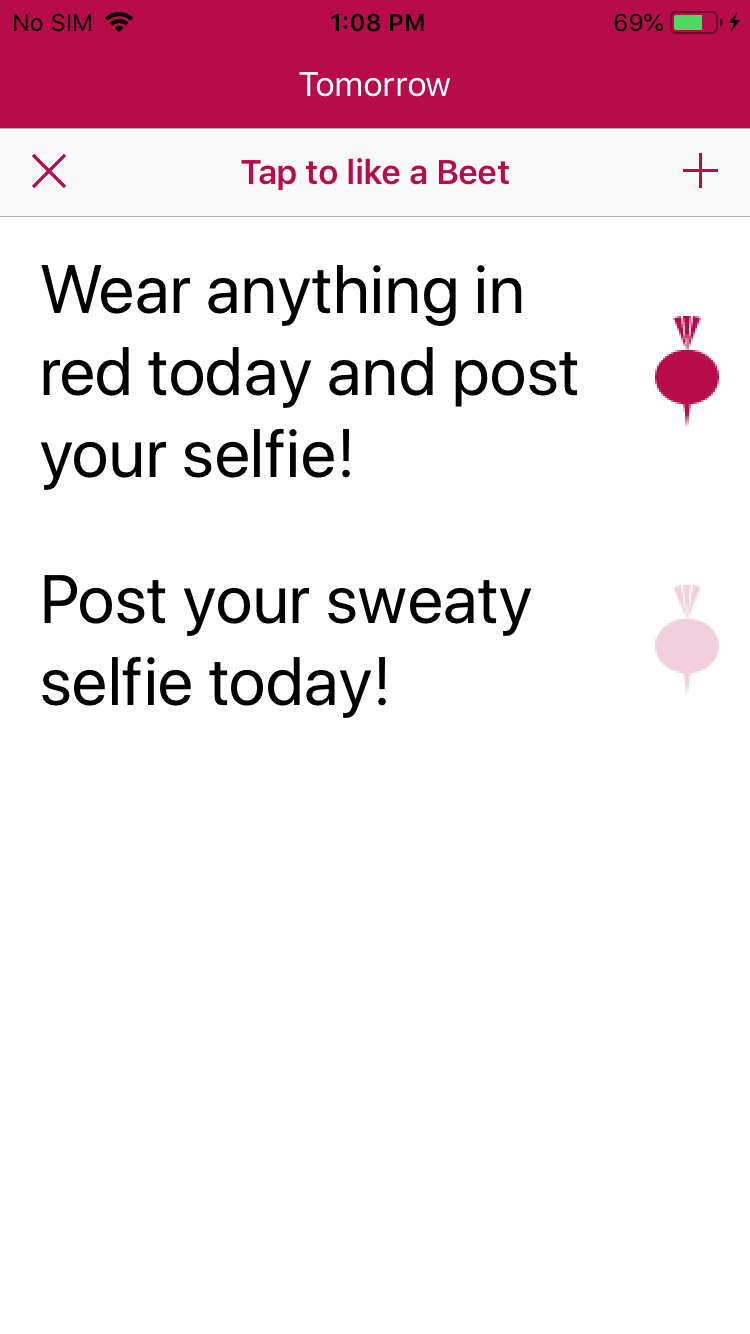 No SIM 1:08 PM 69%
Tomorrow
Tap to like a Beet
Wear anything in
red today and post
your selfie!
Post your sweaty
selfie today!